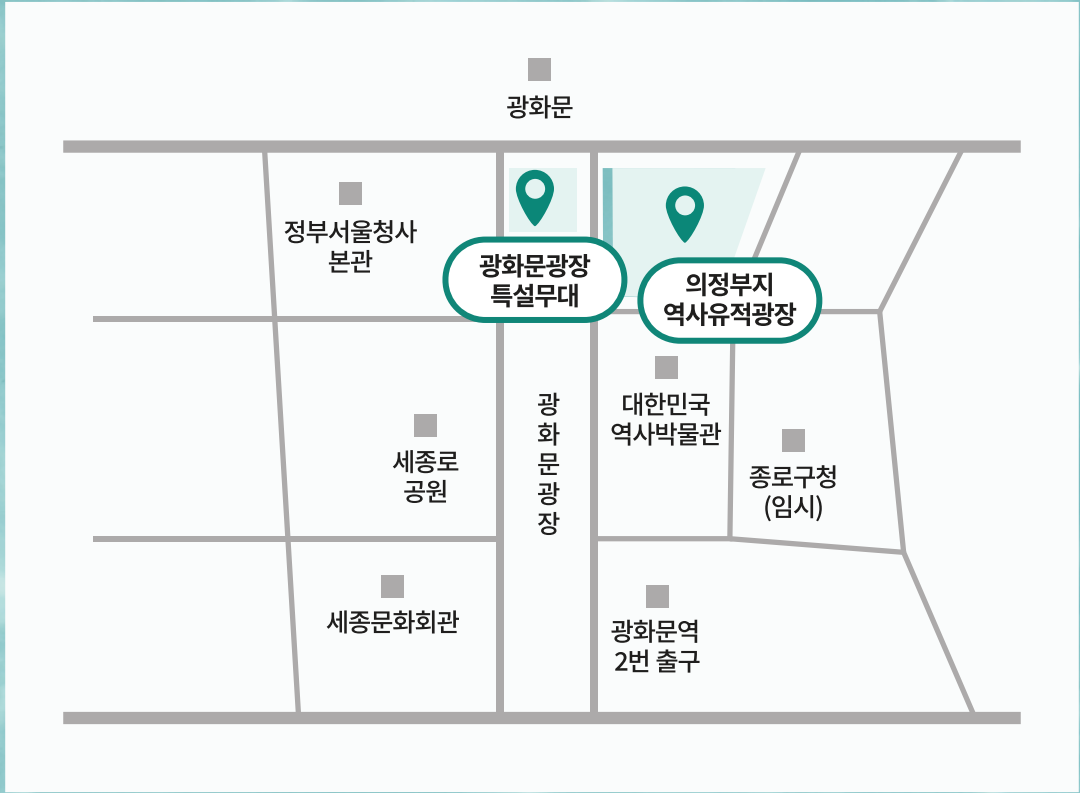 광화문
정부서울청사
본관
광화문광장
특설무대
의정부지
역사유적광장
광
화
문
광
장
대한민국
역사박물관
세종로
공원
종로구청
(임시)
세종문화회관
광화문역
2번 출구